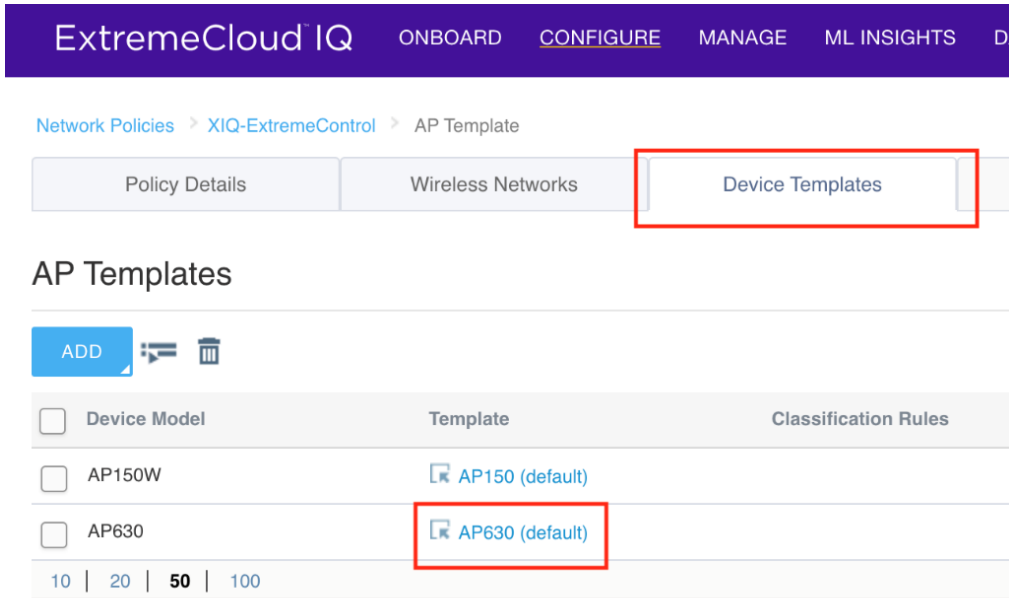 ExtremeCloud™ IQ ONBOARD CONFIGURE MANAGE ML INSIGHTS D
Network Policies > XIQ-ExtremeControl > AP Template
Policy Details Wireless Networks Device Templates
AP Templates
ADD
Device Model Template Classification Rules
AP150W AP150 (default)
AP630 AP630 (default)
10 | 20 | 50 | 100